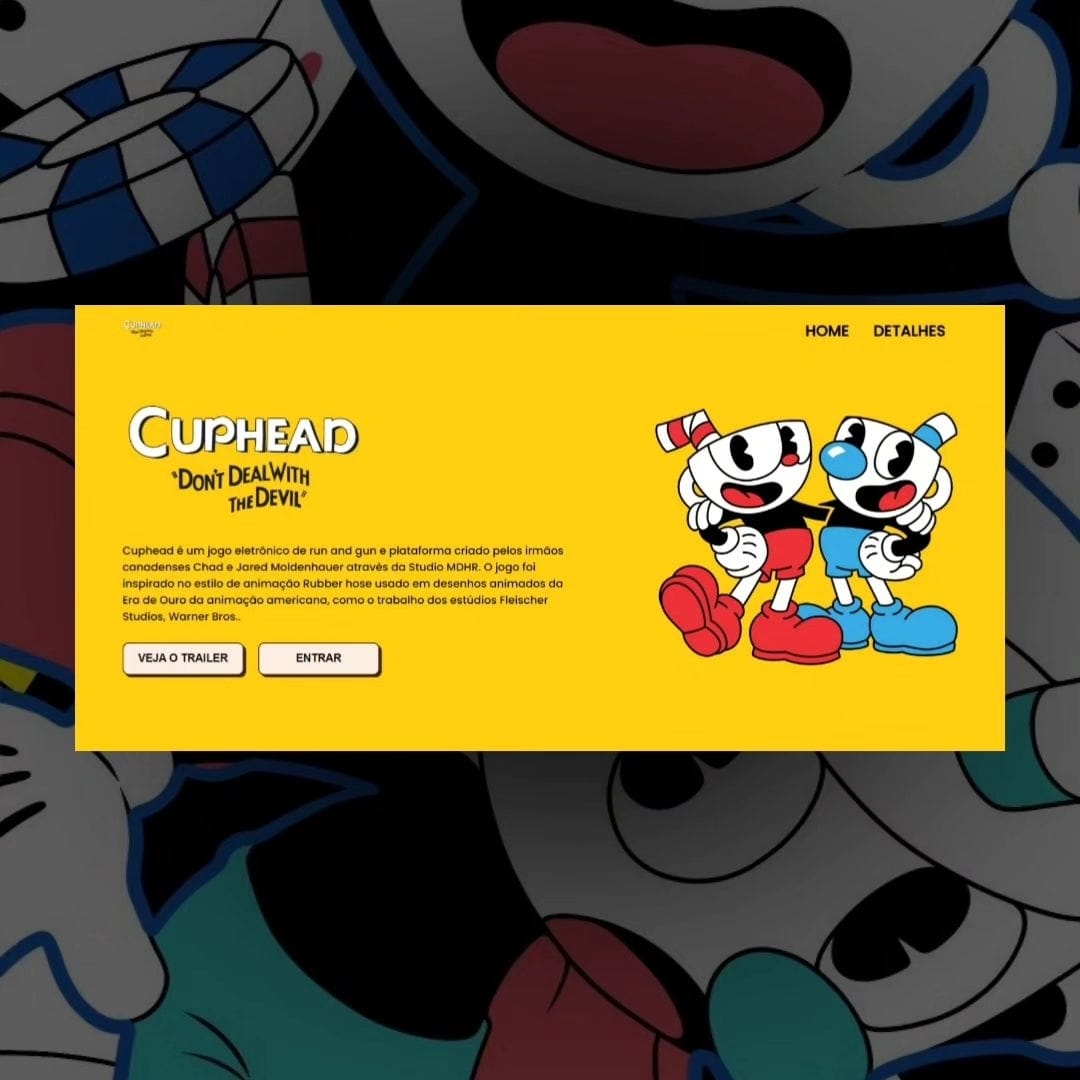 CUPHEAD
HOME DETALHES
CUPHEAD
"DON'T DEAL WITH
THE DEVIL"
Cuphead é um jogo eletrônico de run and gun e plataforma criado pelos irmãos
canadenses Chad e Jared Moldenhauer através da Studio MDHR. O jogo foi
inspirado no estilo de animação Rubber hose usado em desenhos animados da
Era de Ouro da animação americana, como o trabalho dos estúdios Fleischer
Studios, Warner Bros..
VEJA O TRAILER ENTRAR